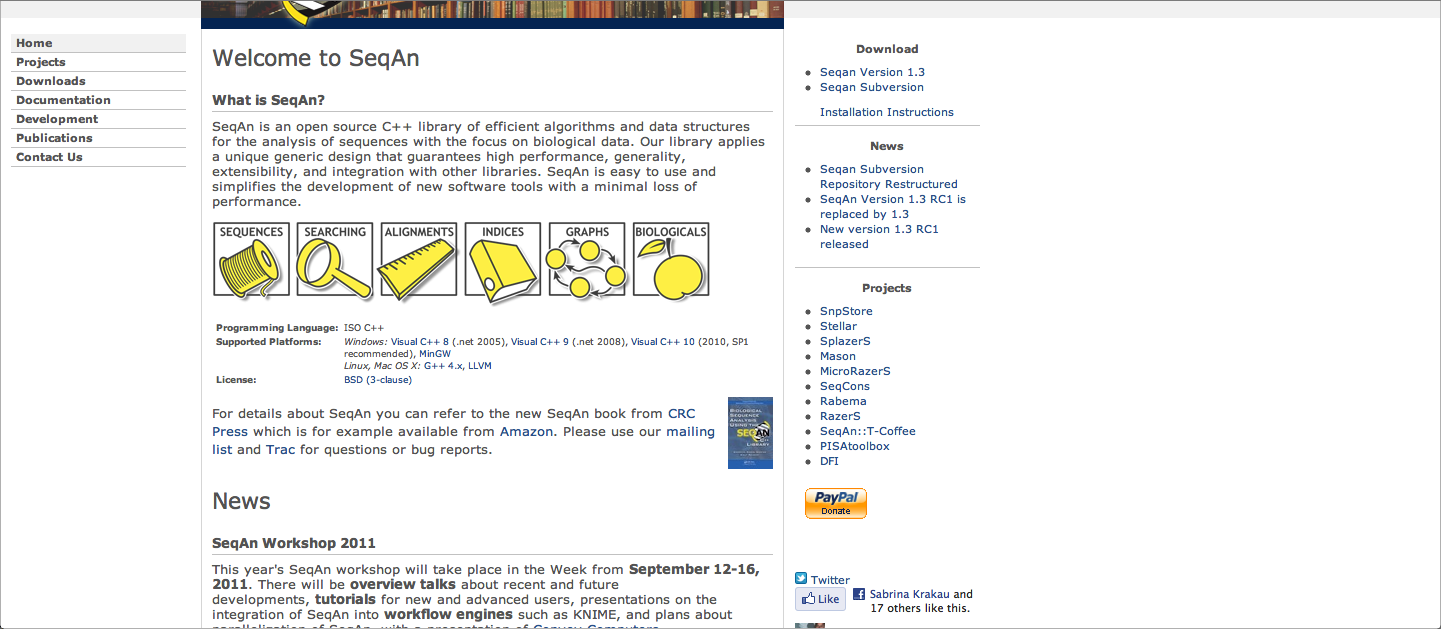 Home
Projects
Downloads
Documentation
Development
Publications
Contact Us
Welcome to SeqAn
What is SeqAn?
SeqAn is an open source C++ library of efficient algorithms and data structures
for the analysis of sequences with the focus on biological data. Our library applies
a unique generic design that guarantees high performance, generality,
extensibility, and integration with other libraries. SeqAn is easy to use and
simplifies the development of new software tools with a minimal loss of
performance.
SEQUENCES SEARCHING ALIGNMENTS INDICES GRAPHS BIOLOGICALS
Programming Language: ISO C++
Supported Platforms: Windows: Visual C++ 8 (.net 2005), Visual C++ 9 (.net 2008), Visual C++ 10 (2010, SP1
recommended), MinGW
Linux, Mac OS X: G++ 4.x, LLVM
License: BSD (3-clause)
For details about SeqAn you can refer to the new SeqAn book from CRC
Press which is for example available from Amazon. Please use our mailing
list and Trac for questions or bug reports.
BIOLOGICAL
SEQUENCE
ANALYSIS
USING THE
SEQAN
LIBRARY
News
SeqAn Workshop 2011
This year's SeqAn workshop will take place in the Week from September 12-16,
2011. There will be overview talks about recent and future
developments, tutorials for new and advanced users, presentations on the
integration of SeqAn into workflow engines such as KNIME, and plans about
parallelization of SeqAn, with a presentation of Convey Computers
Download
Seqan Version 1.3
Seqan Subversion
Installation Instructions
News
Seqan Subversion
Repository Restructured
SeqAn Version 1.3 RC1 is
replaced by 1.3
New version 1.3 RC1
released
Projects
SnpStore
Stellar
SplazerS
Mason
MicroRazerS
SeqCons
Rabema
RazerS
SeqAn::T-Coffee
PISAtoolbox
DFI
PayPal
Donate
Twitter
Like Sabrina Krakau and
17 others like this.